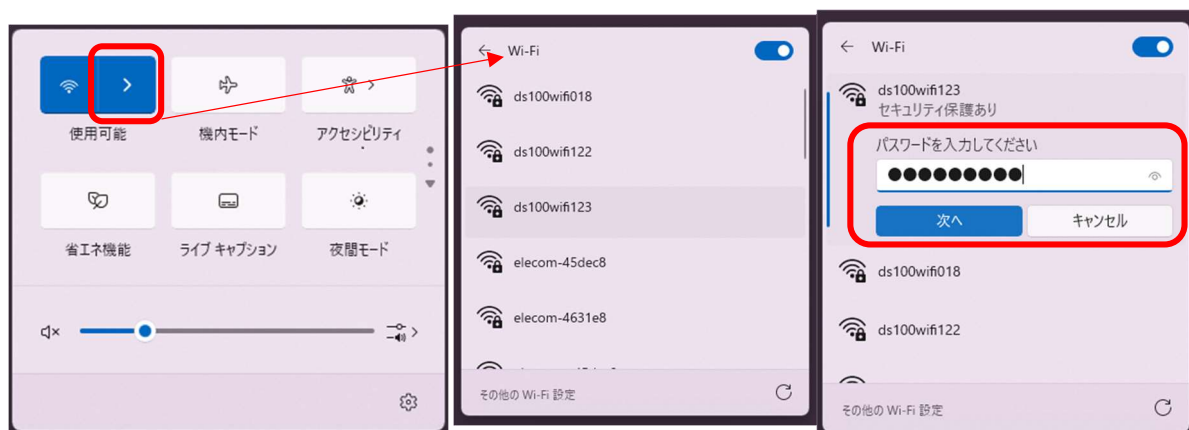 使用可能
機内モード
アクセシビリティ
省エネ機能
ライブ キャプション
夜間モード
Wi-Fi
ds100wifi018
ds100wifi122
ds100wifi123
elecom-45dec8
elecom-4631e8
その他の Wi-Fi 設定
Wi-Fi
ds100wifi123
セキュリティ保護あり
パスワードを入力してください
●●●●●●●●●
次へ
キャンセル
ds100wifi018
ds100wifi122
その他の Wi-Fi 設定